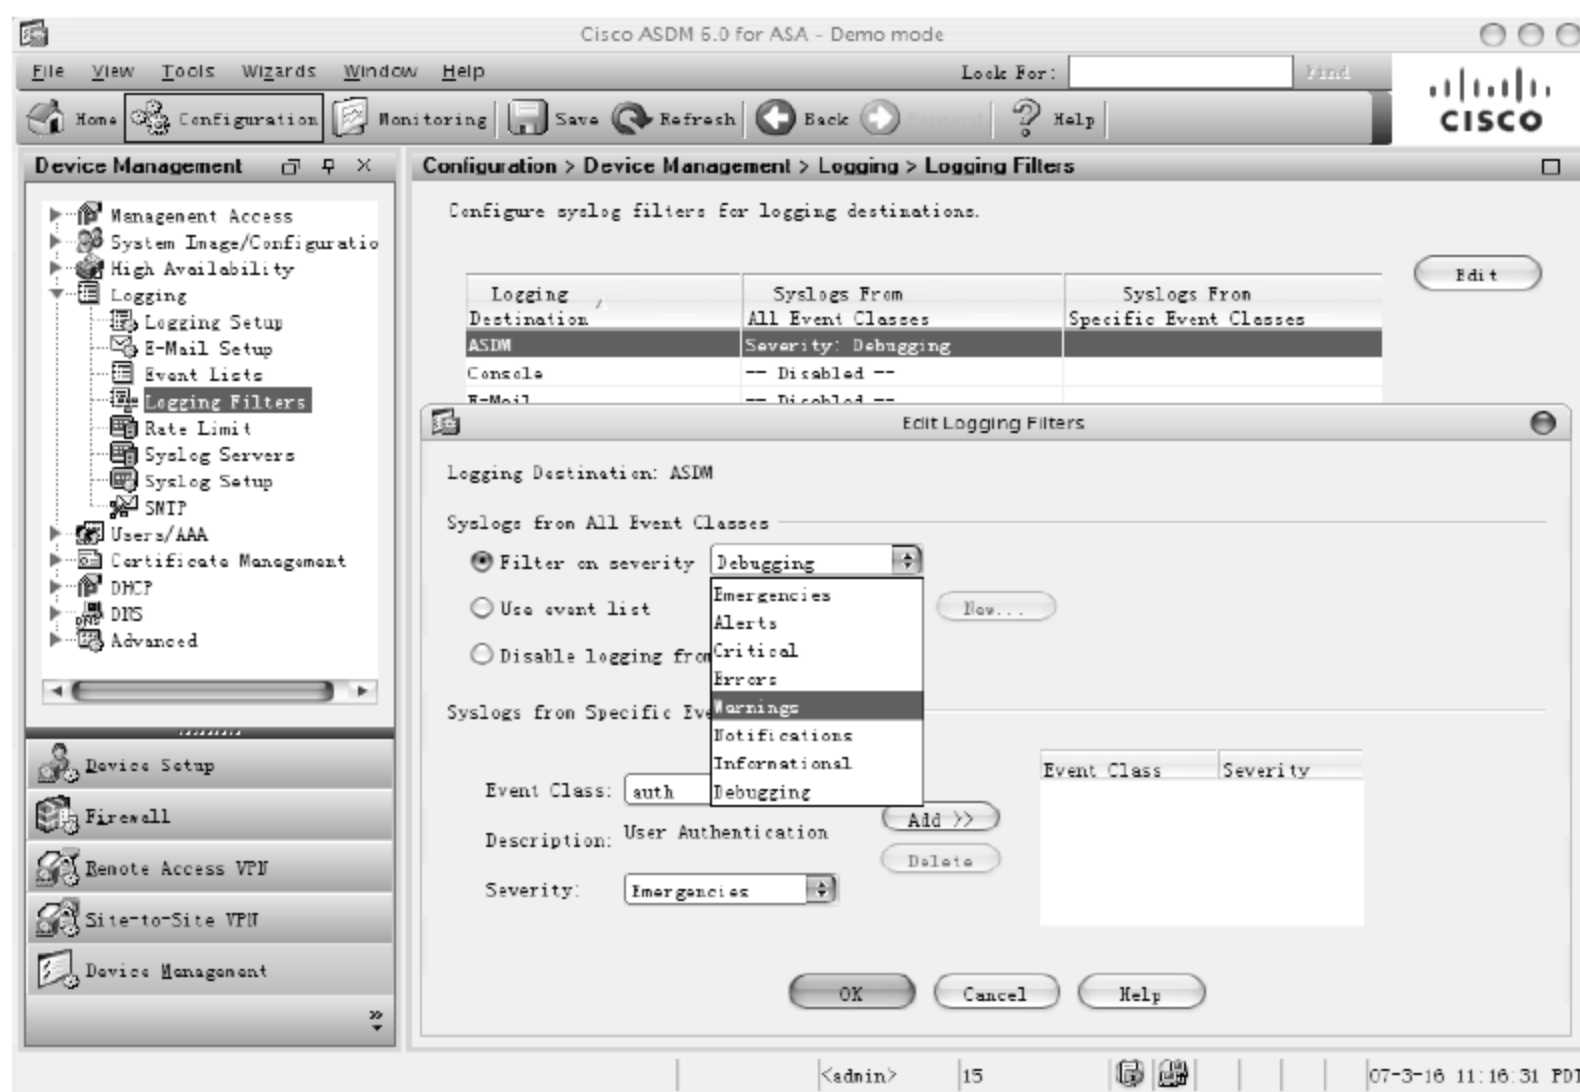 Cisco ASDM 6.0 for ASA - Demo mode
File View Tools Wizards Window Help Look For: Find
Home Configuration Monitoring Save Refresh Back Forward Help
CISCO
Device Management
Configuration > Device Management > Logging > Logging Filters
Management Access
System Image/Configuratio
High Availability
Logging
Logging Setup
E-Mail Setup
Event Lists
Logging Filters
Rate Limit
Syslog Servers
Syslog Setup
SMTP
Users/AAA
Certificate Management
DHCP
DNS
Advanced
Device Setup
Firewall
Remote Access VPN
Site-to-Site VPN
Device Management
Configure syslog filters for logging destinations.
Edit
Logging Destination
Syslogs From All Event Classes
Syslogs From Specific Event Classes
ASDM Severity: Debugging
Console -- Disabled --
E-Mail -- Disabled --
Edit Logging Filters
Logging Destination: ASDM
Syslogs from All Event Classes
Filter on severity Debugging
Use event list New...
Disable logging from
Emergencies
Alerts
Critical
Errors
Warnings
Notifications
Informational
Debugging
Syslogs from Specific Eve
Event Class: auth
Description: User Authentication
Severity: Emergencies
Add >>
Delete
Event Class Severity
OK Cancel Help
<admin> 15 07-3-16 11:16:31 PDT